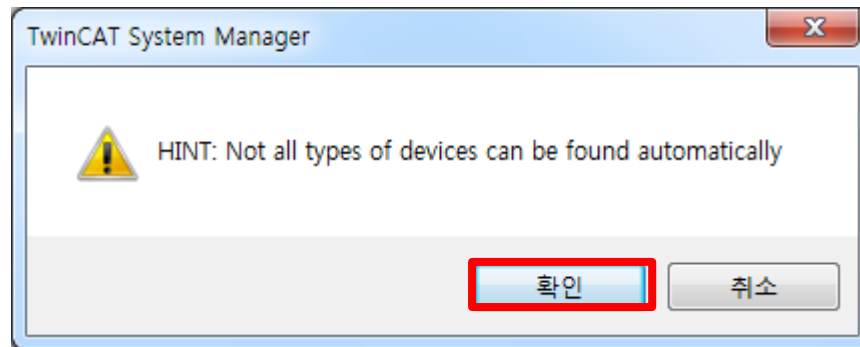 TwinCAT System Manager
HINT: Not all types of devices can be found automatically
확인
취소